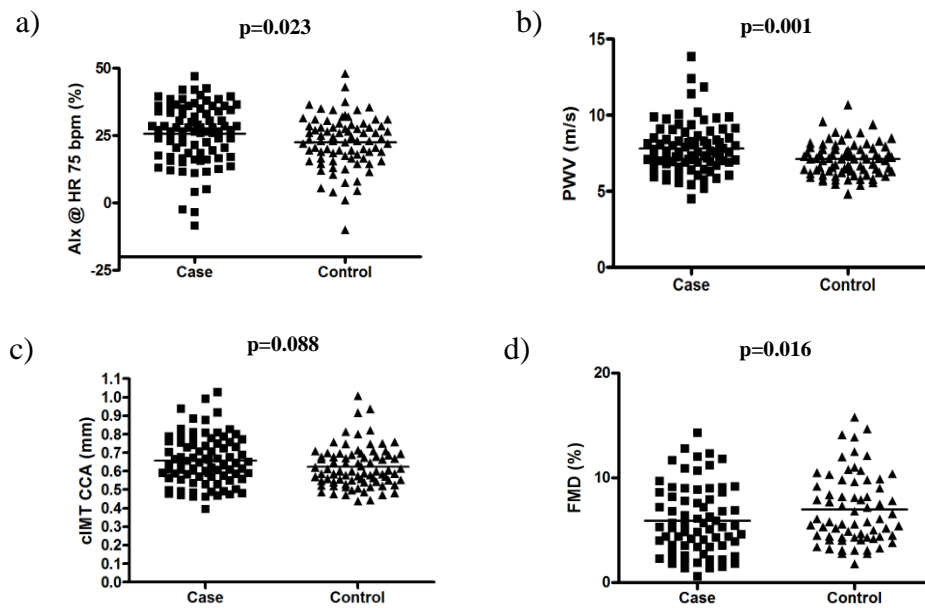 a)
p=0.023
AIx @ HR 75 bpm (%)
50
25
0
-25
Case
Control
b)
p=0.001
PWV (m/s)
15
10
5
0
Case
Control
c)
p=0.088
cIMT CCA (mm)
1.1
1.0
0.9
0.8
0.7
0.6
0.5
0.4
0.3
0.2
0.1
0.0
Case
Control
d)
p=0.016
FMD (%)
20
10
0
Case
Control